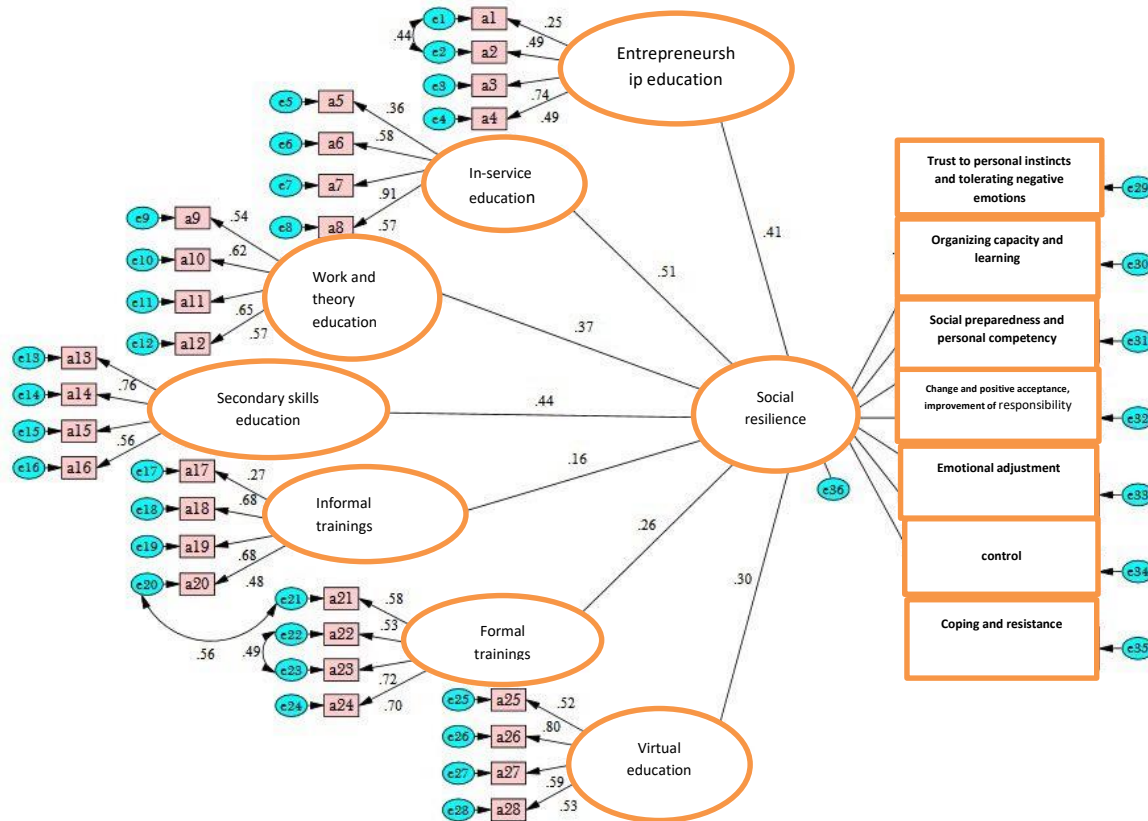 e1
a1
.25
.44
e2
a2
.49
e3
a3
.74
e4
a4
.49
Entrepreneursh
ip education
e5
a5
.36
e6
a6
.58
e7
a7
.91
e8
a8
.57
In-service
education
e9
a9
.54
e10
a10
.62
e11
a11
.65
e12
a12
.57
Work and
theory
education
e13
a13
.76
e14
a14
e15
a15
.56
e16
a16
Secondary skills
education
e17
a17
.27
e18
a18
.68
e19
a19
.68
e20
a20
.48
Informal
trainings
.56
e21
a21
.58
e22
a22
.53
.49
e23
a23
.72
e24
a24
.70
Formal
trainings
e25
a25
.52
e26
a26
.80
e27
a27
.59
e28
a28
.53
Virtual
education
.41
.51
.37
.44
.16
.26
.30
Social
resilience
e36
Trust to personal instincts
and tolerating negative
emotions
e29
Organizing capacity and
learning
e30
Social preparedness and
personal competency
e31
Change and positive acceptance,
improvement of responsibility
e32
Emotional adjustment
e33
control
e34
Coping and resistance
e35